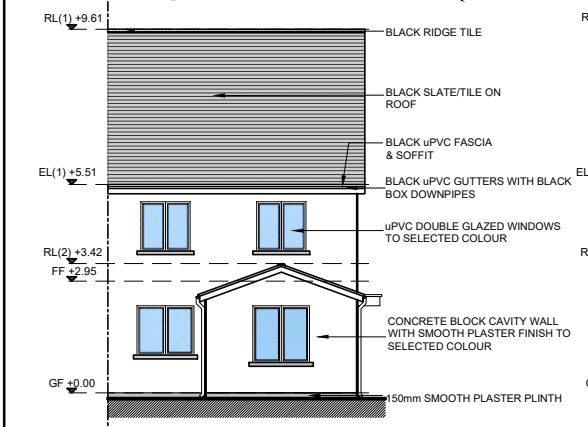 RL(1) +9.61
BLACK RIDGE TILE
BLACK SLATE/TILE ON
ROOF
BLACK uPVC FASCIA
& SOFFIT
EL(1) +5.51
BLACK uPVC GUTTERS WITH BLACK
BOX DOWNPIPES
uPVC DOUBLE GLAZED WINDOWS
TO SELECTED COLOUR
RL(2) +3.42
FF +2.95
CONCRETE BLOCK CAVITY WALL
WITH SMOOTH PLASTER FINISH TO
SELECTED COLOUR
GF +0.00
150mm SMOOTH PLASTER PLINTH